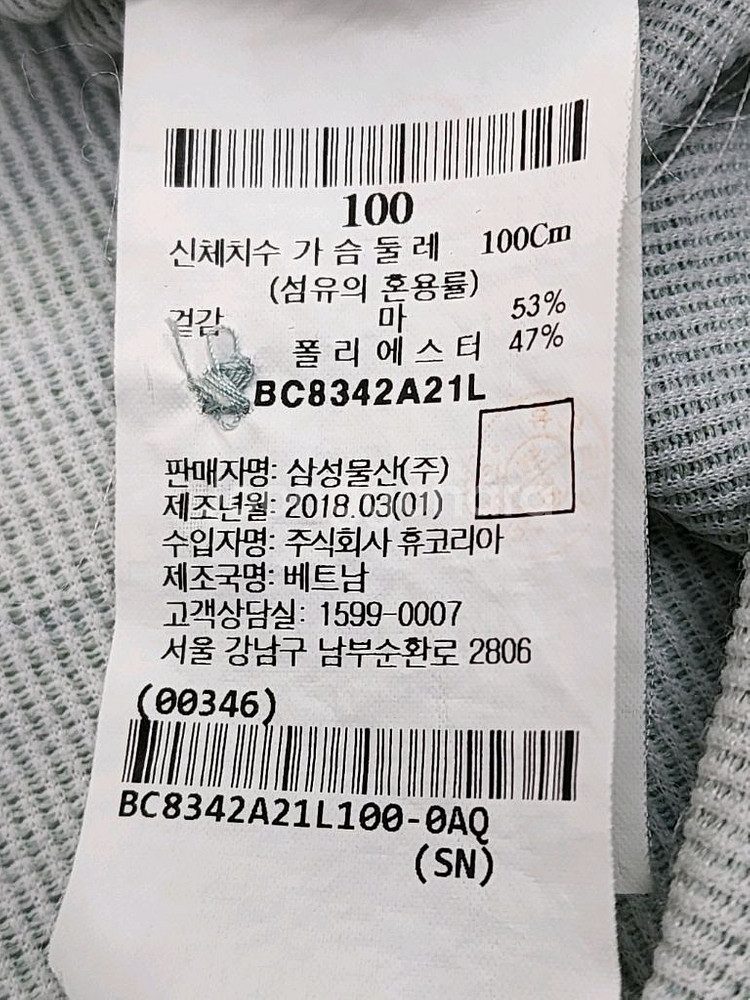 100
신체치수 가 슴 둘 레 100Cm
(섬유의 혼용률)
겉감 마 53%
폴 리 에 스 터 47%
BC8342A21L
판매자명: 삼성물산(주)
제조년월: 2018.03(01)
수입자명: 주식회사 휴코리아
제조국명: 베트남
고객상담실: 1599-0007
서울 강남구 남부순환로 2806
(00346)
BC8342A21L100-0AQ
(SN)